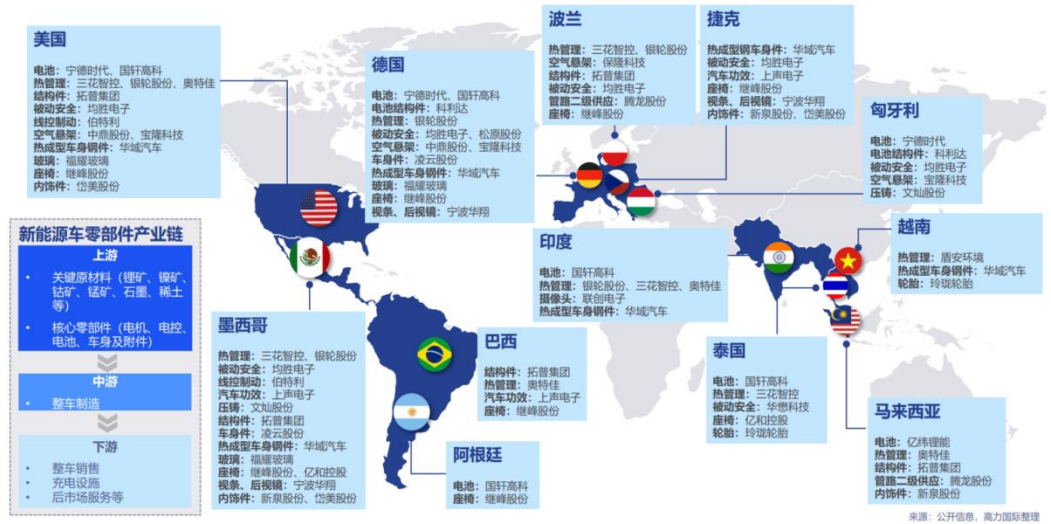 美国
电池：宁德时代、国轩高科
热管理：三花智控、银轮股份、奥特佳
结构件：拓普集团
被动安全：均胜电子
线控制动：伯特利
空气悬架：中鼎股份、宝隆科技
热成型车身钢件：华域汽车
玻璃：福耀玻璃
座椅：继峰股份
内饰件：岱美股份
德国
电池：宁德时代、国轩高科
电池结构件：科利达
热管理：银轮股份
被动安全：均胜电子、松原股份
空气悬架：中鼎股份、宝隆科技
车身件：凌云股份
热成型车身钢件：华域汽车
玻璃：福耀玻璃
座椅：继峰股份
视条、后视镜：宁波华翔
波兰
热管理：三花智控、银轮股份
空气悬架：保隆科技
结构件：拓普集团
被动安全：均胜电子
管路二级供应：腾龙股份
座椅：继峰股份
捷克
热成型钢车身件：华域汽车
被动安全：均胜电子
汽车功效：上声电子
座椅：继峰股份
视条、后视镜：宁波华翔
内饰件：新泉股份、岱美股份
匈牙利
电池：宁德时代
电池结构件：科利达
被动安全：均胜电子
空气悬架：宝隆科技
压铸：文灿股份
新能源车零部件产业链
上游
• 关键原材料（锂矿、镍矿、
钴矿、锰矿、石墨、稀土
等）
• 核心零部件（电机、电控、
电池、车身及附件）
中游
• 整车制造
下游
• 整车销售
• 充电设施
• 后市场服务等
墨西哥
热管理：三花智控、银轮股份
被动安全：均胜电子
线控制动：伯特利
汽车功效：上声电子
压铸：文灿股份
结构件：拓普集团
车身件：凌云股份
热成型车身钢件：华域汽车
玻璃：福耀玻璃
座椅：继峰股份、亿和控股
视条、后视镜：宁波华翔
内饰件：新泉股份、岱美股份
巴西
结构件：拓普集团
热管理：奥特佳
汽车功效：上声电子
座椅：继峰股份
阿根廷
电池：国轩高科
座椅：继峰股份
印度
电池：国轩高科
热管理：银轮股份、三花智控、奥特佳
摄像头：联创电子
热成型车身钢件：华域汽车
越南
热管理：盾安环境
热成型车身钢件：华域汽车
轮胎：玲珑轮胎
泰国
电池：国轩高科
热管理：三花智控
被动安全：华懋科技
座椅：亿和控股
轮胎：玲珑轮胎
马来西亚
电池：亿纬锂能
热管理：奥特佳
结构件：拓普集团
管路二级供应：腾龙股份
内饰件：新泉股份
来源：公开信息，高力国际整理